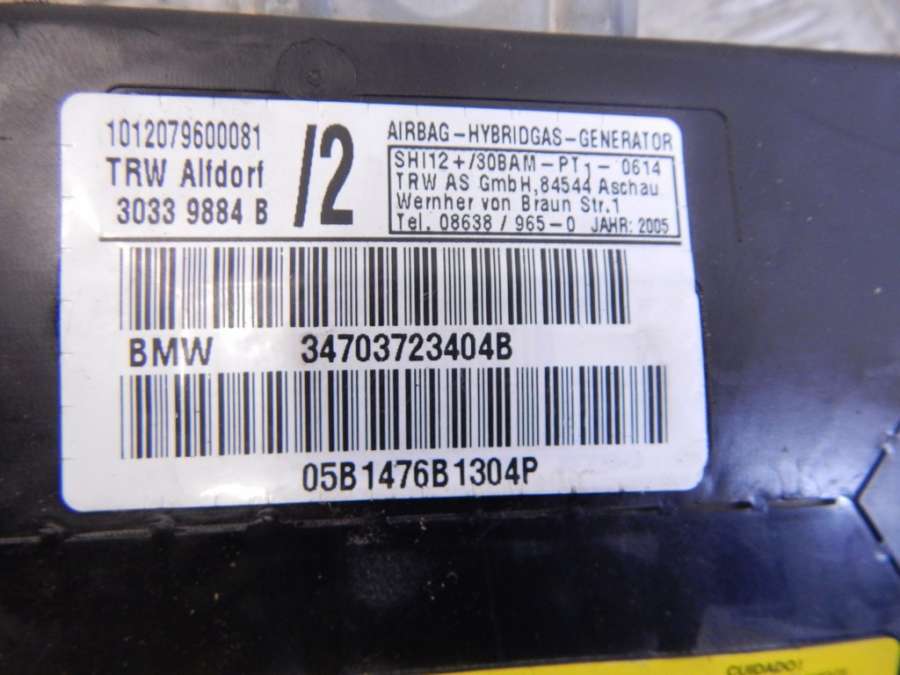 1012079600081
TRW Alfdorf
3033 9884 B
/2
AIRBAG-HYBRIDGAS-GENERATOR
SHI12+/30BAM-PT1-0614
TRW AS GmbH,84544 Aschau
Wernher von Braun Str.1
Tel. 08638/965-0 JAHR: 2005
BMW 34703723404B
05B1476B1304P
CUIDADO!